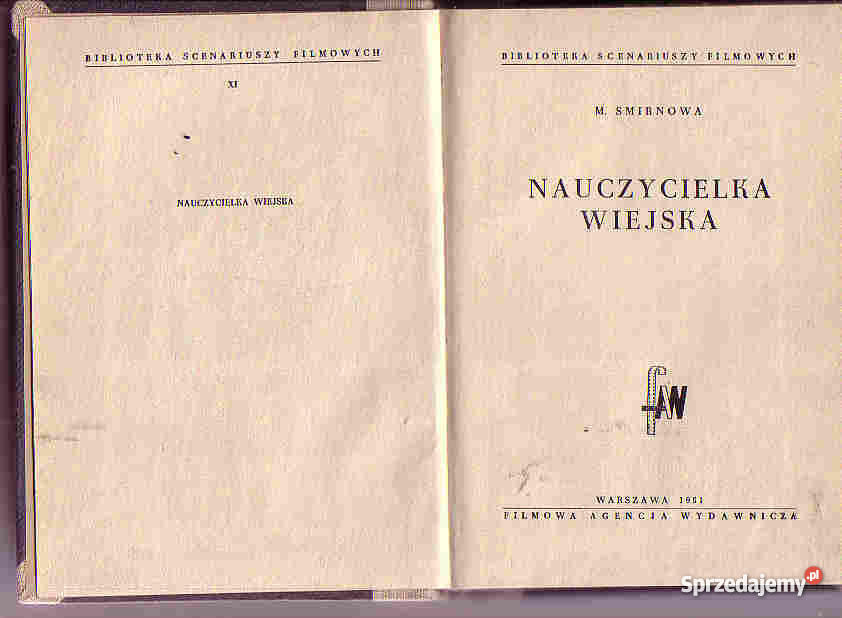 BIBLIOTEKA SCENARIUSZY FILMOWYCH
XI
NAUCZYCIELKA WIEJSKA
BIBLIOTEKA SCENARIUSZY FILMOWYCH
M. SMIRNOWA
NAUCZYCIELKA
WIEJSKA
fAW
WARSZAWA 1951
FILMOWA AGENCJA WYDAWNICZA
Sprzedajemy.pl